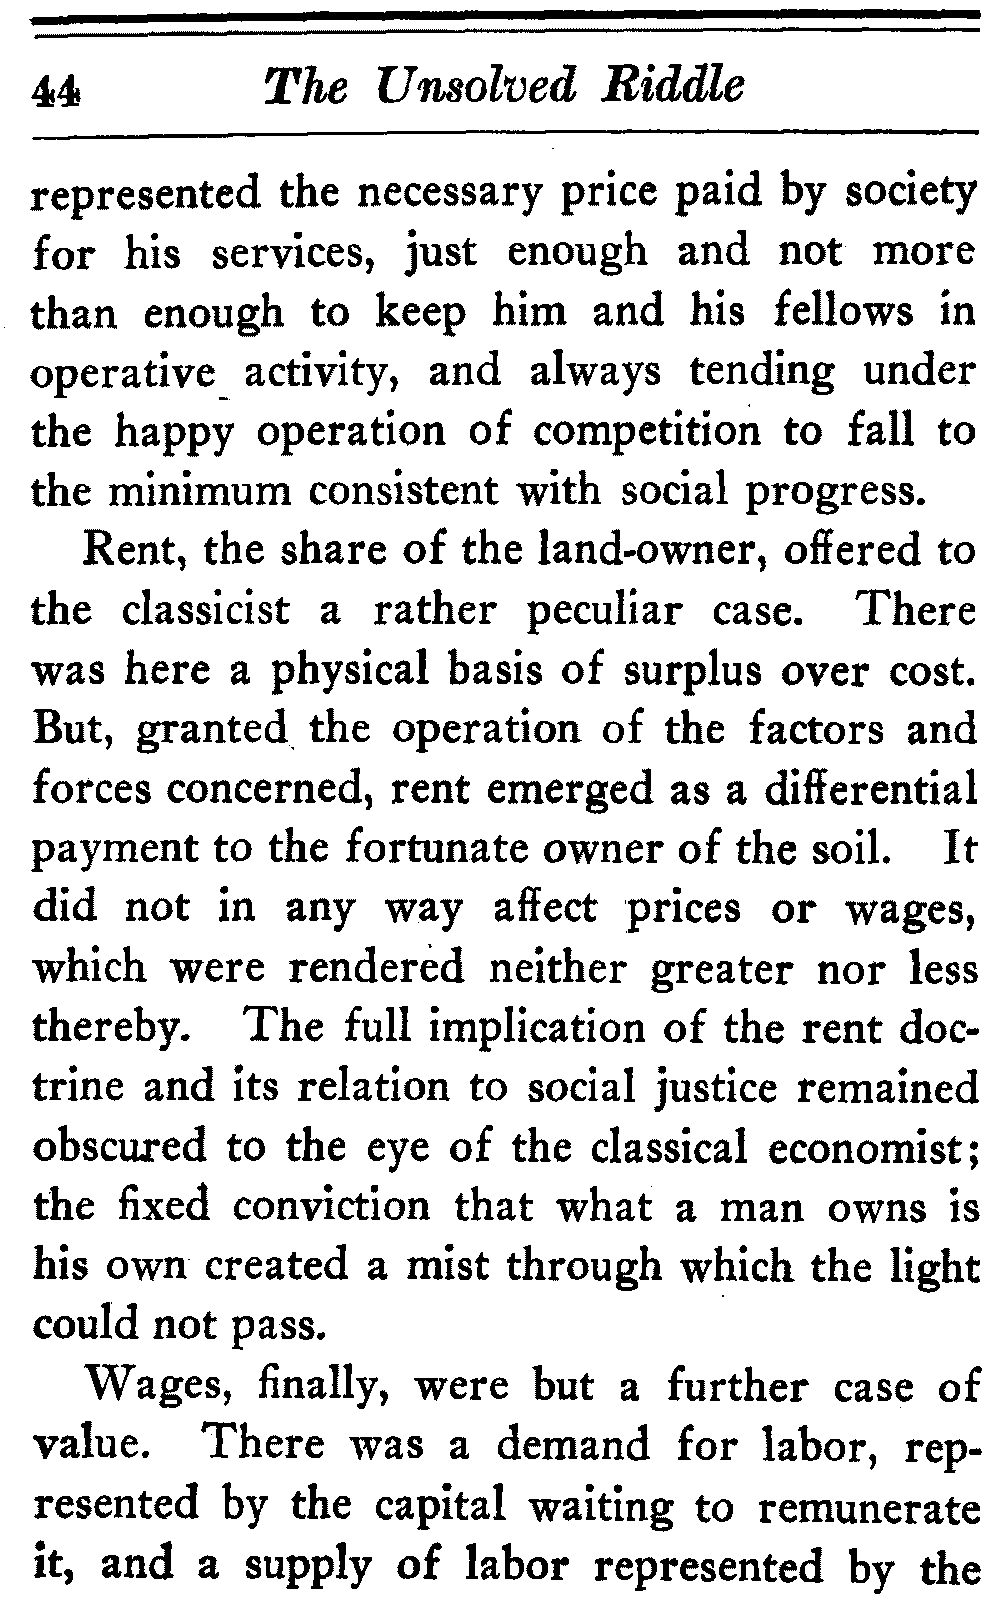 44 The Unsolved Riddle
represented the necessary price paid by society
for his services, just enough and not more
than enough to keep him and his fellows in
operative activity, and always tending under
the happy operation of competition to fall to
the minimum consistent with social progress.
Rent, the share of the land-owner, offered to
the classicist a rather peculiar case. There
was here a physical basis of surplus over cost.
But, granted the operation of the factors and
forces concerned, rent emerged as a differential
payment to the fortunate owner of the soil. It
did not in any way affect prices or wages,
which were rendered neither greater nor less
thereby. The full implication of the rent doc-
trine and its relation to social justice remained
obscured to the eye of the classical economist;
the fixed conviction that what a man owns is
his own created a mist through which the light
could not pass.
Wages, finally, were but a further case of
value. There was a demand for labor, rep-
resented by the capital waiting to remunerate
it, and a supply of labor represented by the